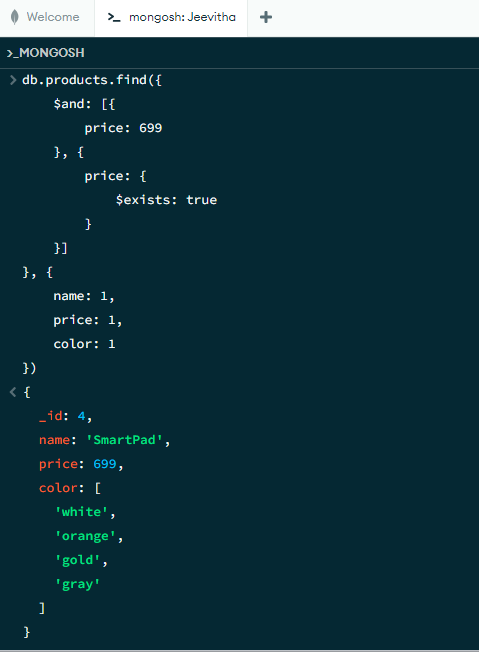 Welcome
>_ mongosh: Jeevitha
+
>_MONGOSH
> db.products.find({
    $and: [{
        price: 699
    }, {
        price: {
            $exists: true
        }
    }]
}, {
    name: 1,
    price: 1,
    color: 1
})
< {
  _id: 4,
  name: 'SmartPad',
  price: 699,
  color: [
    'white',
    'orange',
    'gold',
    'gray'
  ]
}